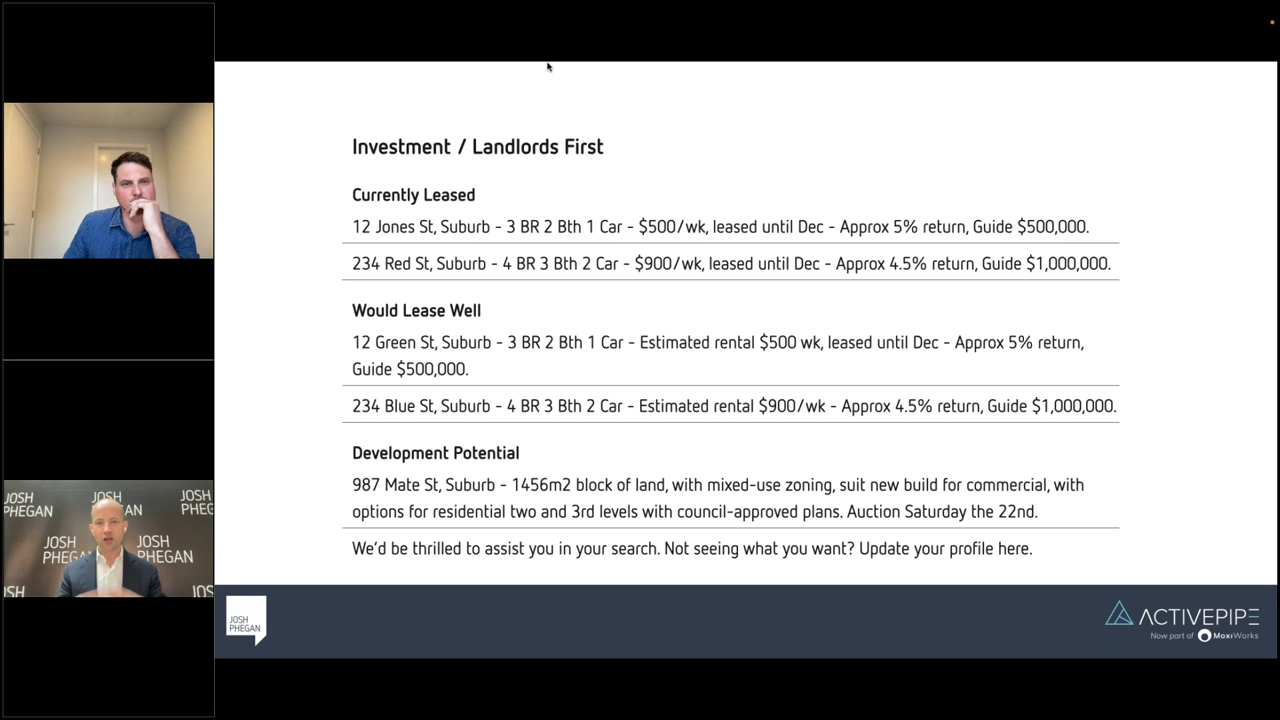 Investment / Landlords First
Currently Leased
12 Jones St, Suburb - 3 BR 2 Bth 1 Car - $500/wk, leased until Dec - Approx 5% return, Guide $500,000.
234 Red St, Suburb - 4 BR 3 Bth 2 Car - $900/wk, leased until Dec - Approx 4.5% return, Guide $1,000,000.
Would Lease Well
12 Green St, Suburb - 3 BR 2 Bth 1 Car - Estimated rental $500 wk, leased until Dec - Approx 5% return,
Guide $500,000.
234 Blue St, Suburb - 4 BR 3 Bth 2 Car - Estimated rental $900/wk - Approx 4.5% return, Guide $1,000,000.
Development Potential
987 Mate St, Suburb - 1456m2 block of land, with mixed-use zoning, suit new build for commercial, with
options for residential two and 3rd levels with council-approved plans. Auction Saturday the 22nd.
We'd be thrilled to assist you in your search. Not seeing what you want? Update your profile here.
JOSH
PHEGAN
ACTIVEPIPE
Now part of MoxiWorks
JOSH
PHEGAN
JOSH
JOSH
PHEGAN
JOSH
PHEGAN
JOSH
PHEGAN